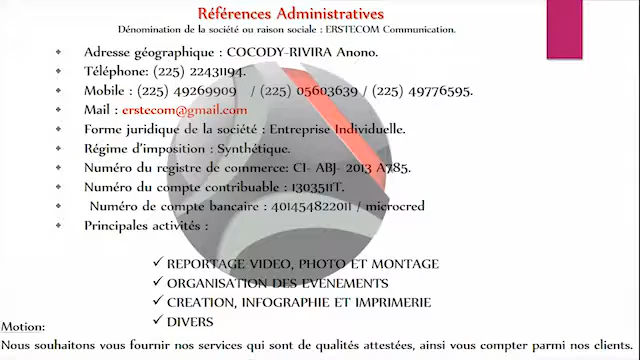 Références Administratives
Dénomination de la société ou raison sociale : ERSTECOM Communication.
Adresse géographique : COCODY-RIVIRA Anono.
Téléphone: (225) 22431194.
Mobile : (225) 49269909 / (225) 05603639 / (225) 49776595.
Mail : erstecom@gmail.com
Forme juridique de la société : Entreprise Individuelle.
Régime d'imposition : Synthétique.
Numéro du registre de commerce: CI- ABJ- 2013 A785.
Numéro du compte contribuable : 1303511T.
Numéro de compte bancaire : 401454822011 / microcred
Principales activités :
✓ REPORTAGE VIDEO, PHOTO ET MONTAGE
✓ ORGANISATION DES EVENEMENTS
✓ CREATION, INFOGRAPHIE ET IMPRIMERIE
✓ DIVERS
Motion:
Nous souhaitons vous fournir nos services qui sont de qualités attestées, ainsi vous compter parmi nos clients.